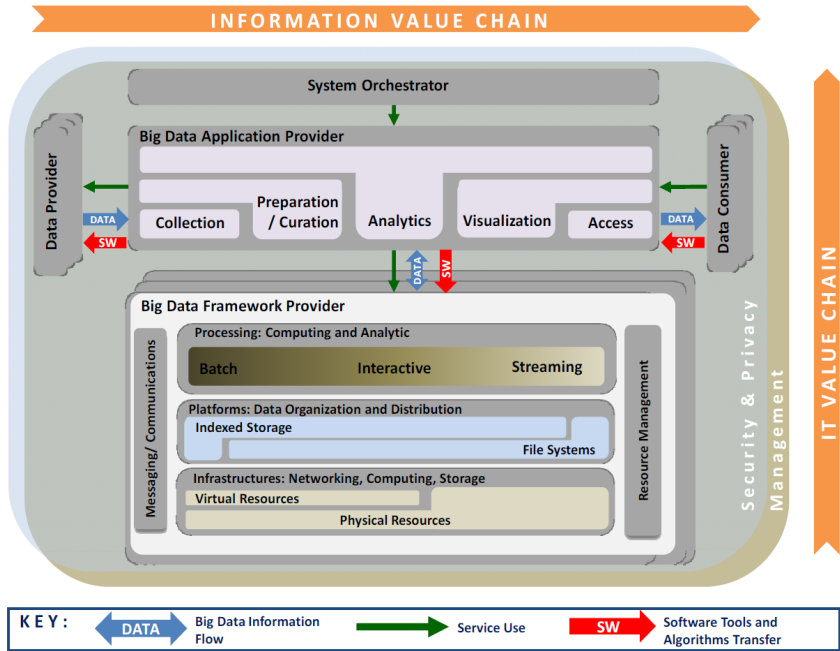 INFORMATION VALUE CHAIN
System Orchestrator
Big Data Application Provider
Collection
Preparation
/ Curation
Analytics
Visualization
Access
Data Provider
DATA
SW
Data Consumer
DATA
SW
DATA
SW
Big Data Framework Provider
Messaging/ Communications
Processing: Computing and Analytic
Batch
Interactive
Streaming
Platforms: Data Organization and Distribution
Indexed Storage
File Systems
Infrastructures: Networking, Computing, Storage
Virtual Resources
Physical Resources
Resource Management
Security & Privacy
Management
IT VALUE CHAIN
KEY:
DATA
Big Data Information
Flow
Service Use
SW
Software Tools and
Algorithms Transfer